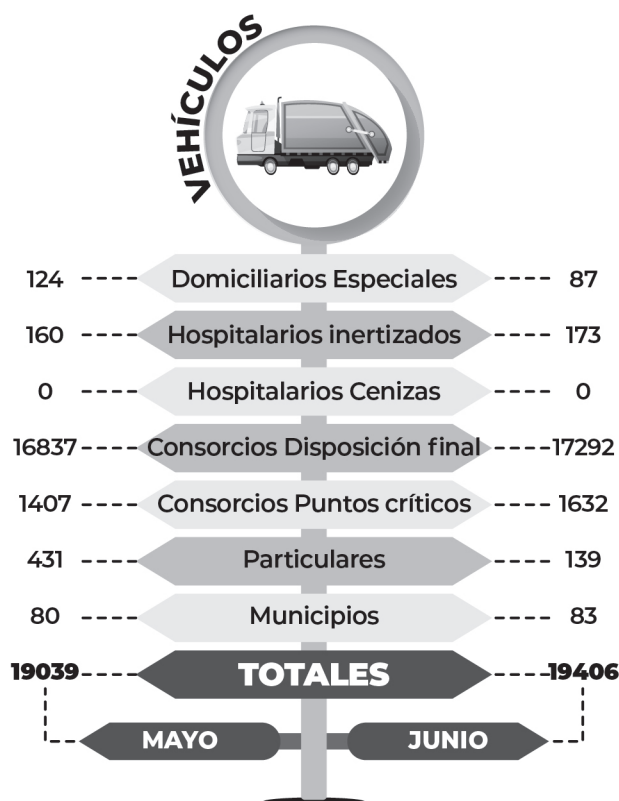 VEHÍCULOS
124 Domiciliarios Especiales 87
160 Hospitalarios inertizados 173
0 Hospitalarios Cenizas 0
16837 Consorcios Disposición final 17292
1407 Consorcios Puntos críticos 1632
431 Particulares 139
80 Municipios 83
19039 TOTALES 19406
MAYO JUNIO